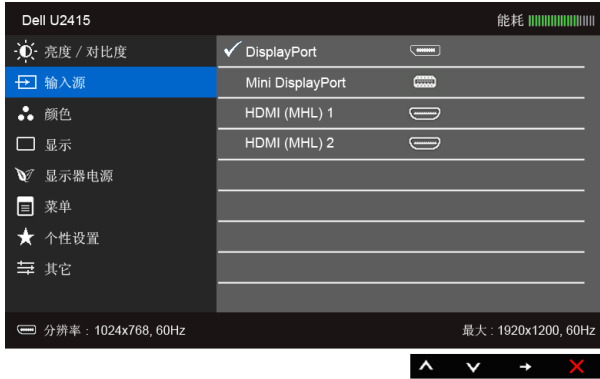 Dell U2415
能耗
亮度 / 对比度
DisplayPort
输入源
Mini DisplayPort
颜色
HDMI (MHL) 1
显示
HDMI (MHL) 2
显示器电源
菜单
个性设置
其它
分辨率 : 1024x768, 60Hz
最大 : 1920x1200, 60Hz